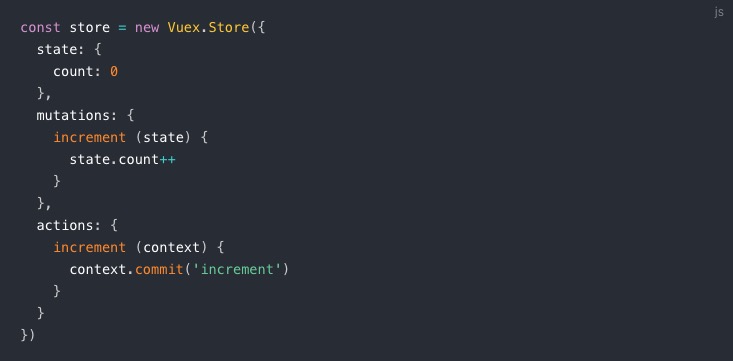 js
const store = new Vuex.Store({
  state: {
    count: 0
  },
  mutations: {
    increment (state) {
      state.count++
    }
  },
  actions: {
    increment (context) {
      context.commit('increment')
    }
  }
})